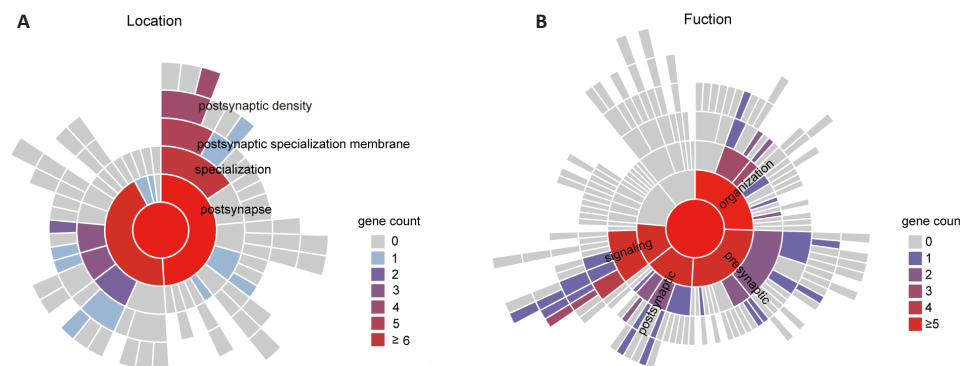 A
Location
postsynaptic density
postsynaptic specialization membrane
specialization
postsynapse
gene count
0
1
2
3
4
5
≥ 6
B
Fuction
organization
presynaptic
postsynaptic
signaling
gene count
0
1
2
3
4
≥5